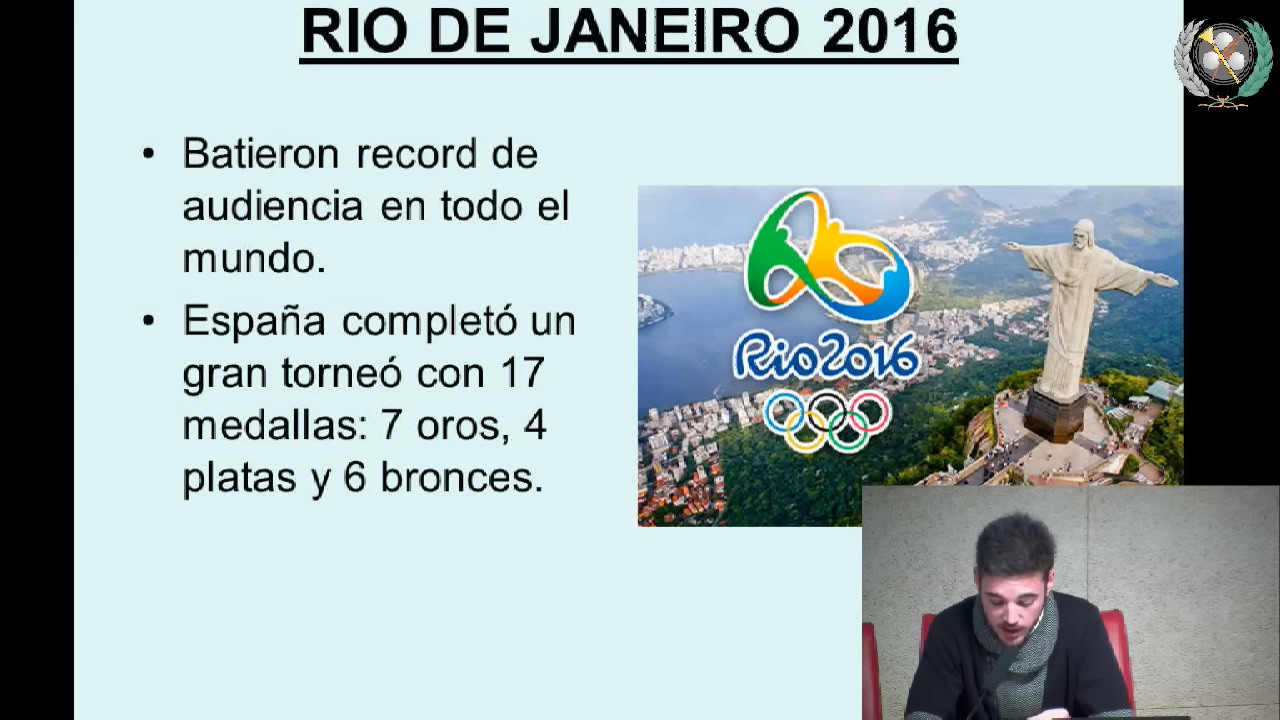 RIO DE JANEIRO 2016
• Batieron record de
audiencia en todo el
mundo.
• España completó un
gran torneó con 17
medallas: 7 oros, 4
platas y 6 bronces.
Rio2016